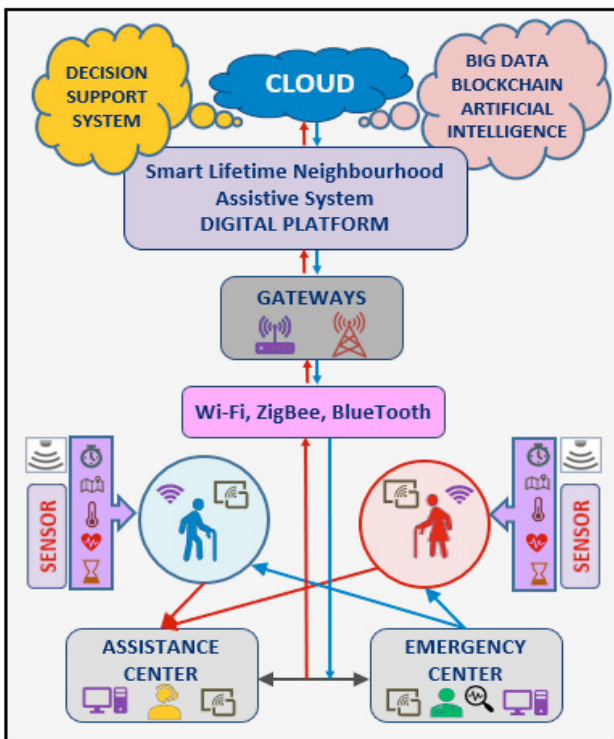 DECISION
SUPPORT
SYSTEM
CLOUD
BIG DATA
BLOCKCHAIN
ARTIFICIAL
INTELLIGENCE
Smart Lifetime Neighbourhood
Assistive System
DIGITAL PLATFORM
GATEWAYS
Wi-Fi, ZigBee, BlueTooth
SENSOR
SENSOR
ASSISTANCE
CENTER
EMERGENCY
CENTER